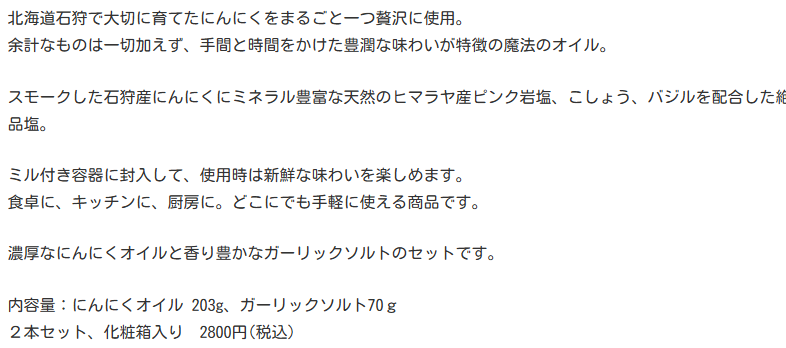 北海道石狩で大切に育てたにんにくをまるごと一つ贅沢に使用。
余計なものは一切加えず、手間と時間をかけた豊潤な味わいが特徴の魔法のオイル。
スモークした石狩産にんにくにミネラル豊富な天然のヒマラヤ産ピンク岩塩、こしょう、バジルを配合した絶
品塩。
ミル付き容器に封入して、使用時は新鮮な味わいを楽しめます。
食卓に、キッチンに、厨房に。どこにでも手軽に使える商品です。
濃厚なにんにくオイルと香り豊かなガーリックソルトのセットです。
内容量：にんにくオイル 203g、ガーリックソルト70ｇ
２本セット、化粧箱入り　2800円(税込)